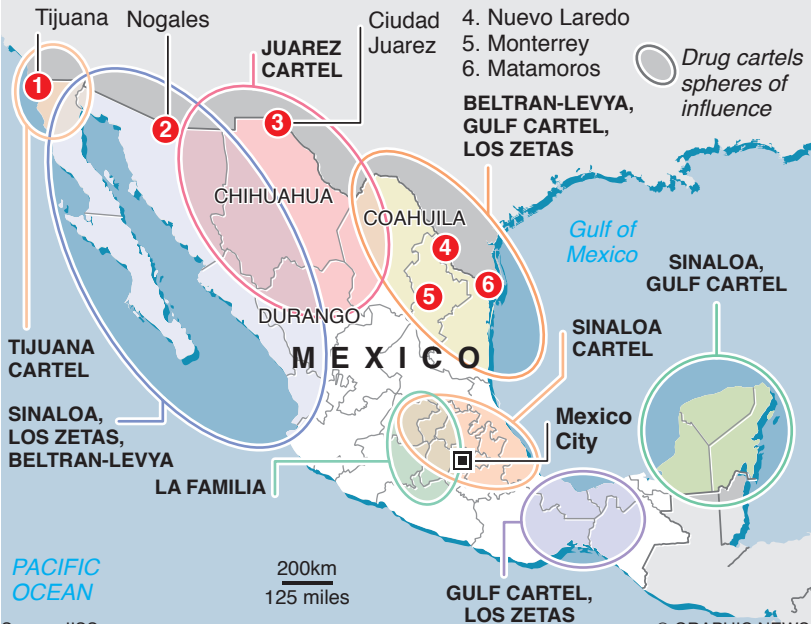 Tijuana
Nogales
Ciudad
Juarez
4. Nuevo Laredo
5. Monterrey
6. Matamoros
Drug cartels
spheres of
influence
JUAREZ
CARTEL
BELTRAN-LEVYA,
GULF CARTEL,
LOS ZETAS
1
2
3
CHIHUAHUA
COAHUILA
4
5
6
Gulf of
Mexico
SINALOA,
GULF CARTEL
DURANGO
SINALOA
CARTEL
MEXICO
TIJUANA
CARTEL
SINALOA,
LOS ZETAS,
BELTRAN-LEVYA
Mexico
City
LA FAMILIA
PACIFIC
OCEAN
200km
125 miles
GULF CARTEL,
LOS ZETAS
© GRAPHIC NEWS